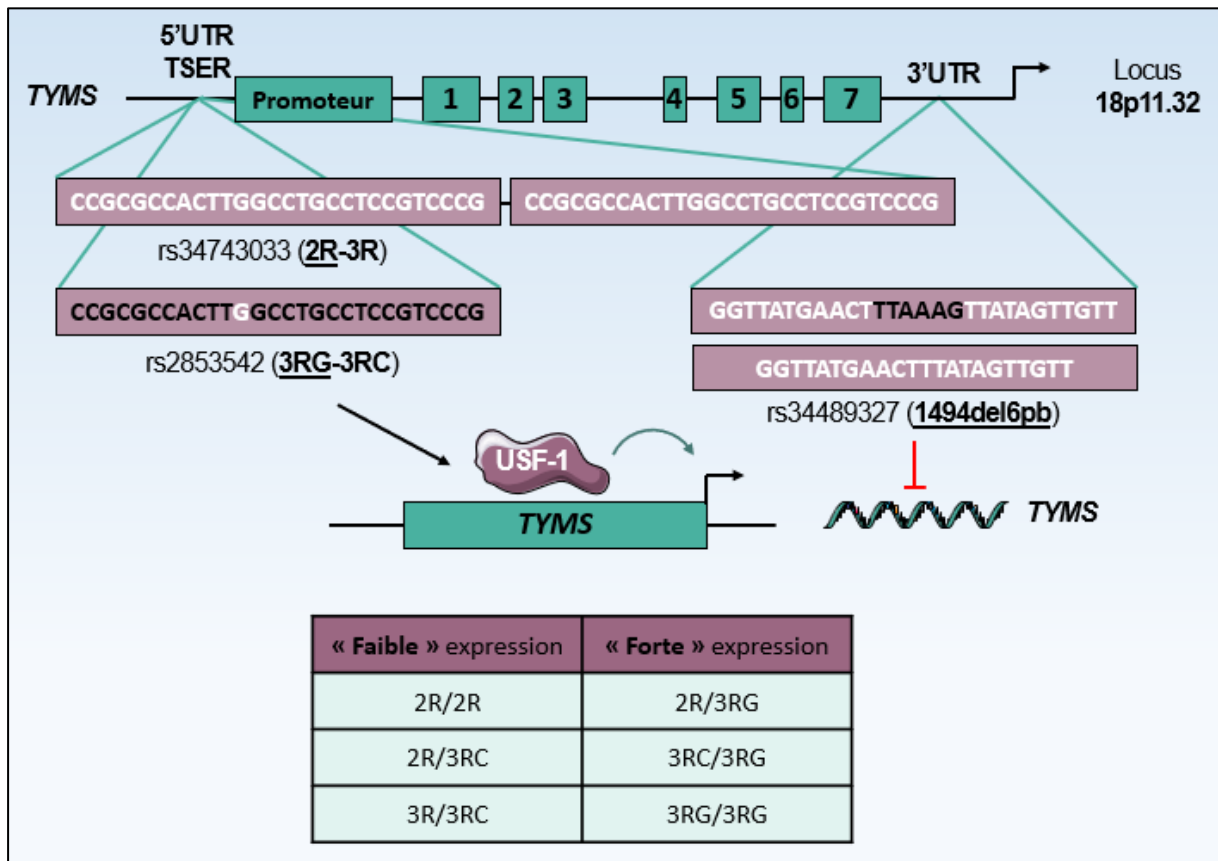 5'UTR
TSER
TYMS
Promoteur
1
2
3
4
5
6
7
3'UTR
Locus
18p11.32
CCGCGCCACTTGGCCTGCCTCCGTCCCG
CCGCGCCACTTGGCCTGCCTCCGTCCCG
rs34743033 (2R-3R)
CCGCGCCACTTGGCCTGCCTCCGTCCCG
rs2853542 (3RG-3RC)
GGTTATGAACTTTAAAGTTATAGTTGTT
GGTTATGAACTTTATAGTTGTT
rs34489327 (1494del6pb)
USF-1
TYMS
TYMS
« Faible » expression
« Forte » expression
2R/2R
2R/3RG
2R/3RC
3RC/3RG
3R/3RC
3RG/3RG